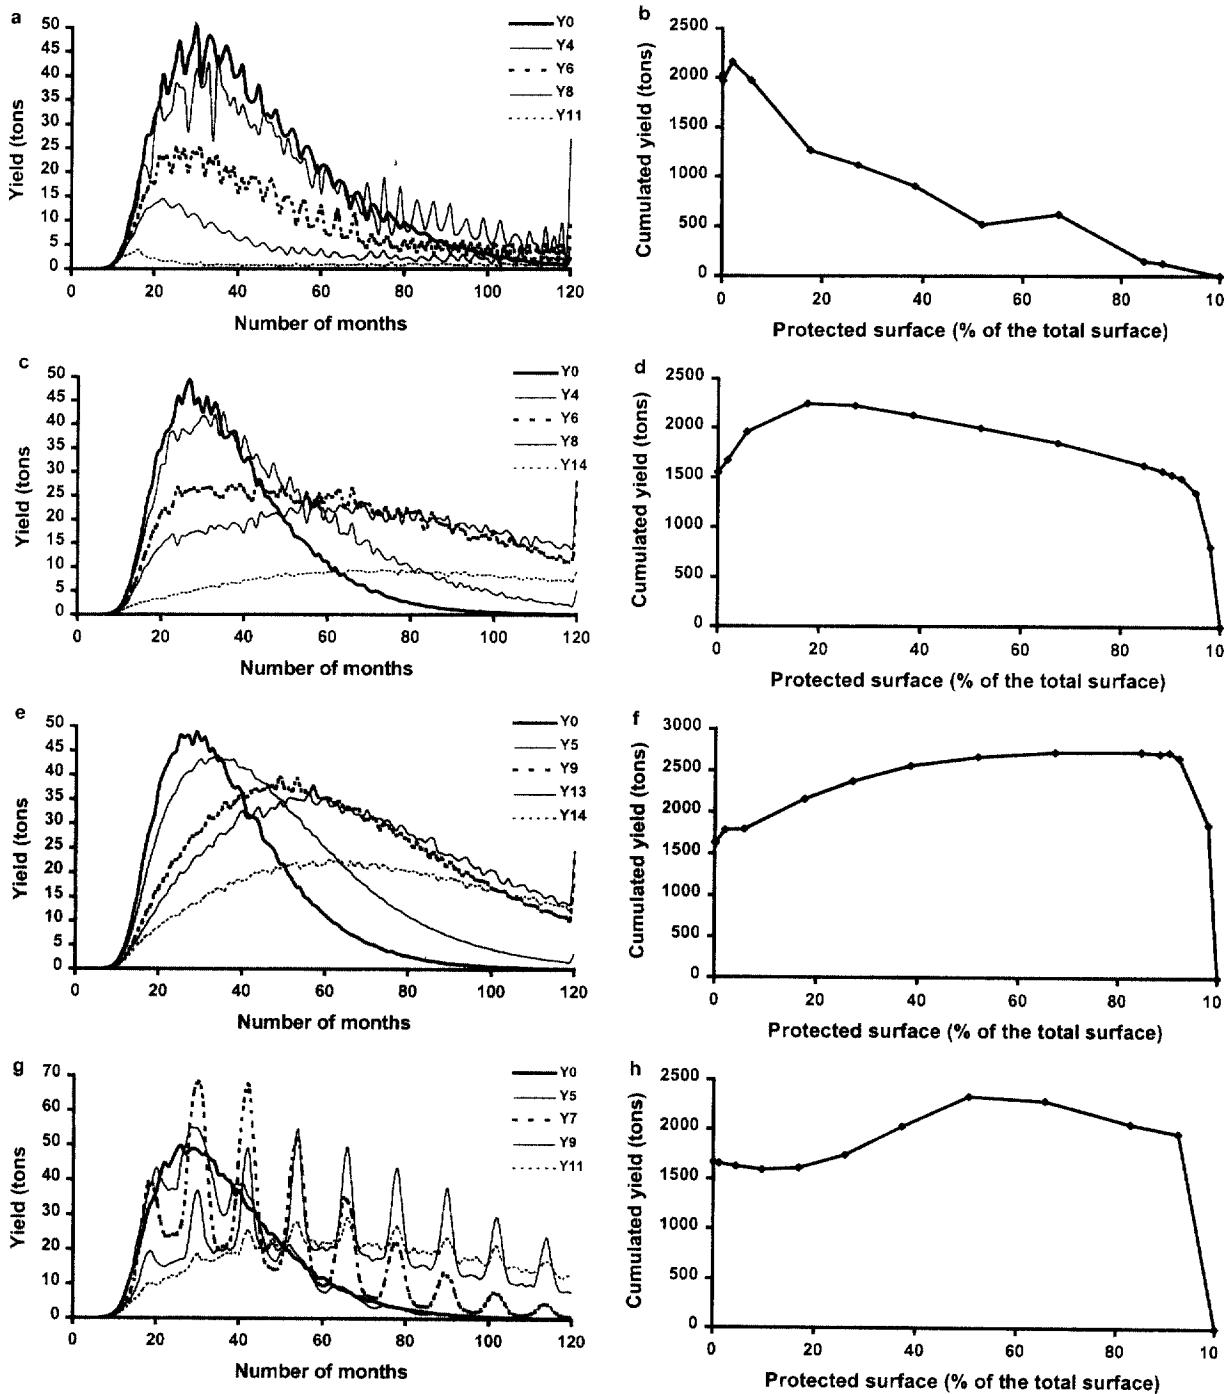 a
50
45
40
35
30
25
20
15
10
5
0
Yield (tons
0 20 40 60 80 100 120
Number of months
Y0
Y4
Y6
Y8
Y11
b
2500
2000
1500
1000
500
0
Cumulated yield (tons)
0 20 40 60 80 10
Protected surface (% of the total surface)
c
50
45
40
35
30
25
20
15
10
5
0
Yield (tons
0 20 40 60 80 100 120
Number of months
Y0
Y4
Y6
Y8
Y14
d
2500
2000
1500
1000
500
0
Cumulated yield (tons)
0 20 40 60 80 10
Protected surface (% of the total surface)
e
50
45
40
35
30
25
20
15
10
5
0
Yield (tons
0 20 40 60 80 100 120
Number of months
Y0
Y5
Y9
Y13
Y14
f
3000
2500
2000
1500
1000
500
0
Cumulated yield (tons)
0 20 40 60 80 10
Protected surface (% of the total surface)
g
70
60
50
40
30
20
10
0
Yield (tons
0 20 40 60 80 100 120
Number of months
Y0
Y5
Y7
Y9
Y11
h
2500
2000
1500
1000
500
0
Cumulated yield (tons)
0 20 40 60 80 10
Protected surface (% of the total surface)